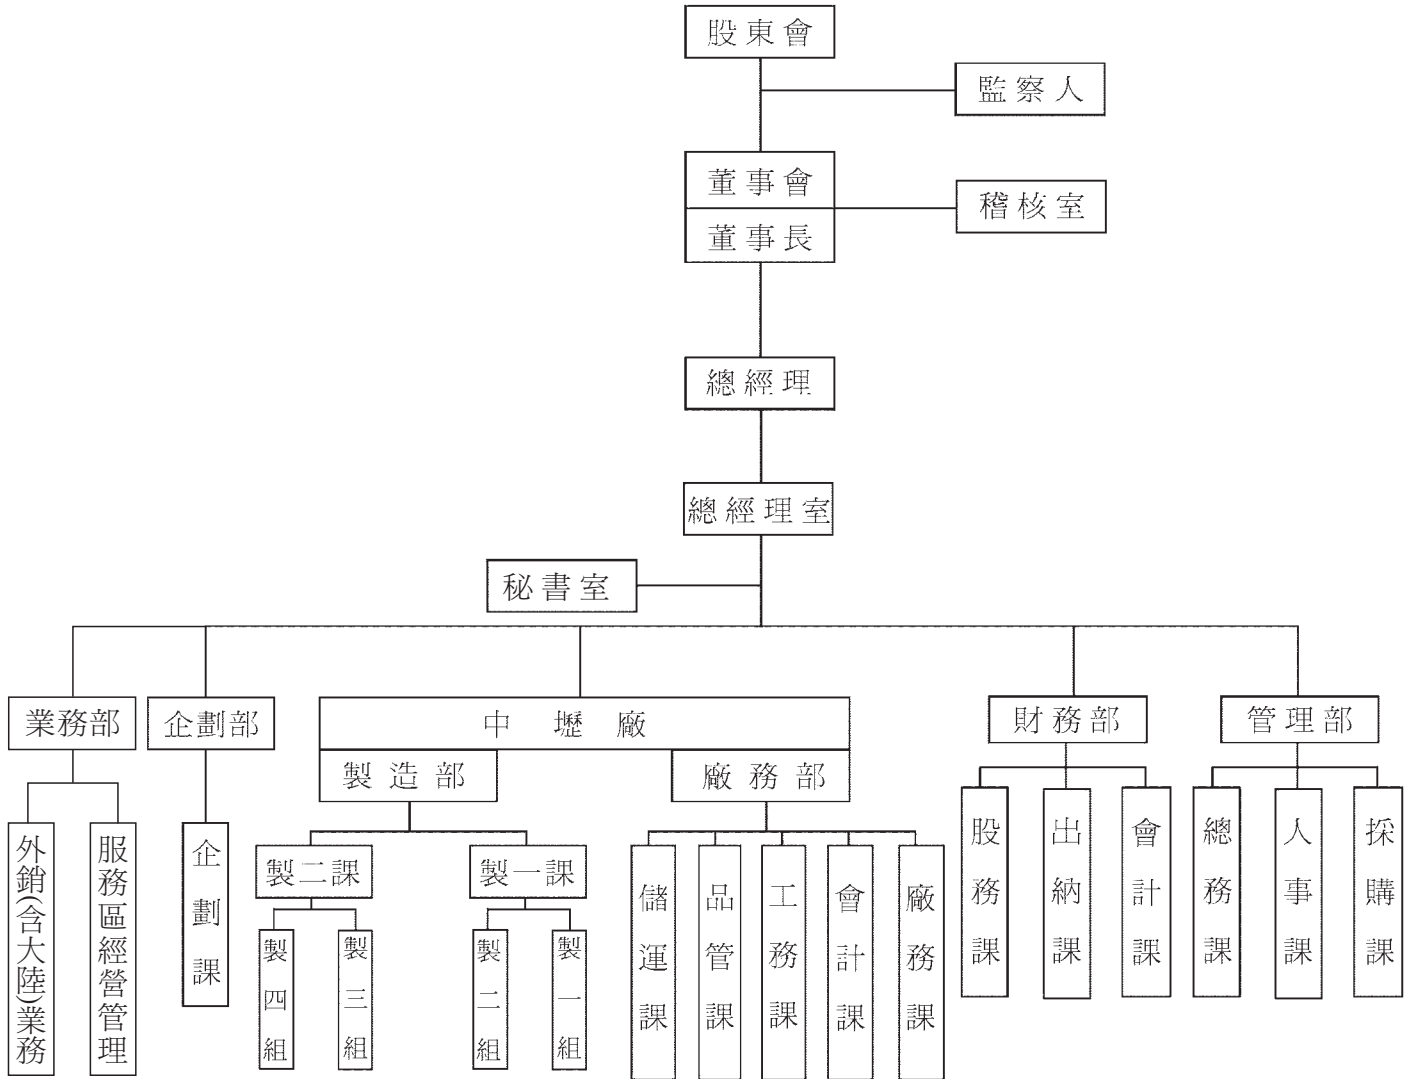 股東會
監察人
董事會
稽核室
董事長
總經理
總經理室
秘書室
業務部
企劃部
中壢廠
財務部
管理部
製造部
廠務部
製二課
製一課
外銷(含大陸)業務
服務區經營管理
企劃課
製四組
製三組
製二組
製一組
儲運課
品管課
工務課
會計課
廠務課
股務課
出納課
會計課
總務課
人事課
採購課